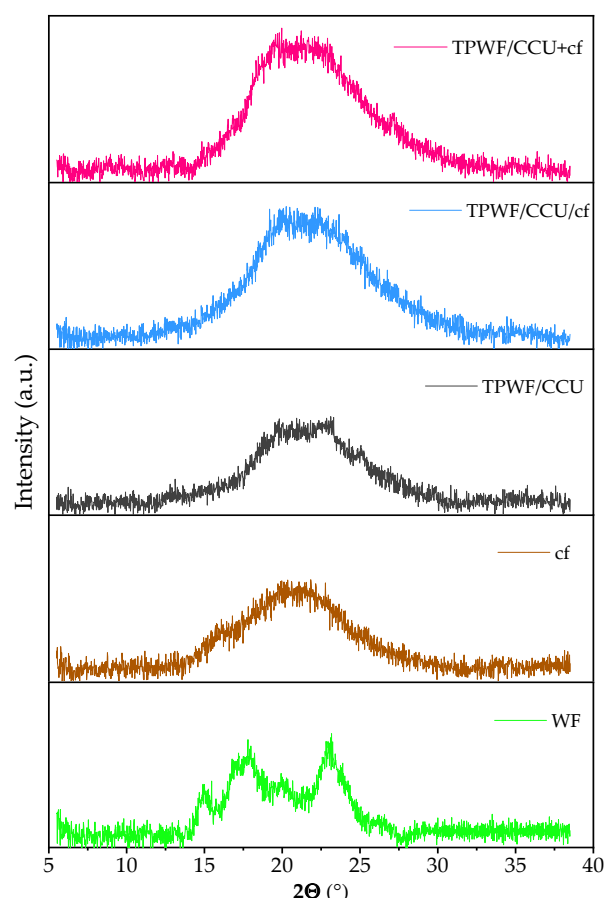 TPWF/CCU+cf
TPWF/CCU/cf
TPWF/CCU
cf
WF
Intensity (a.u.)
5 10 15 20 25 30 35 40
2Θ (°)